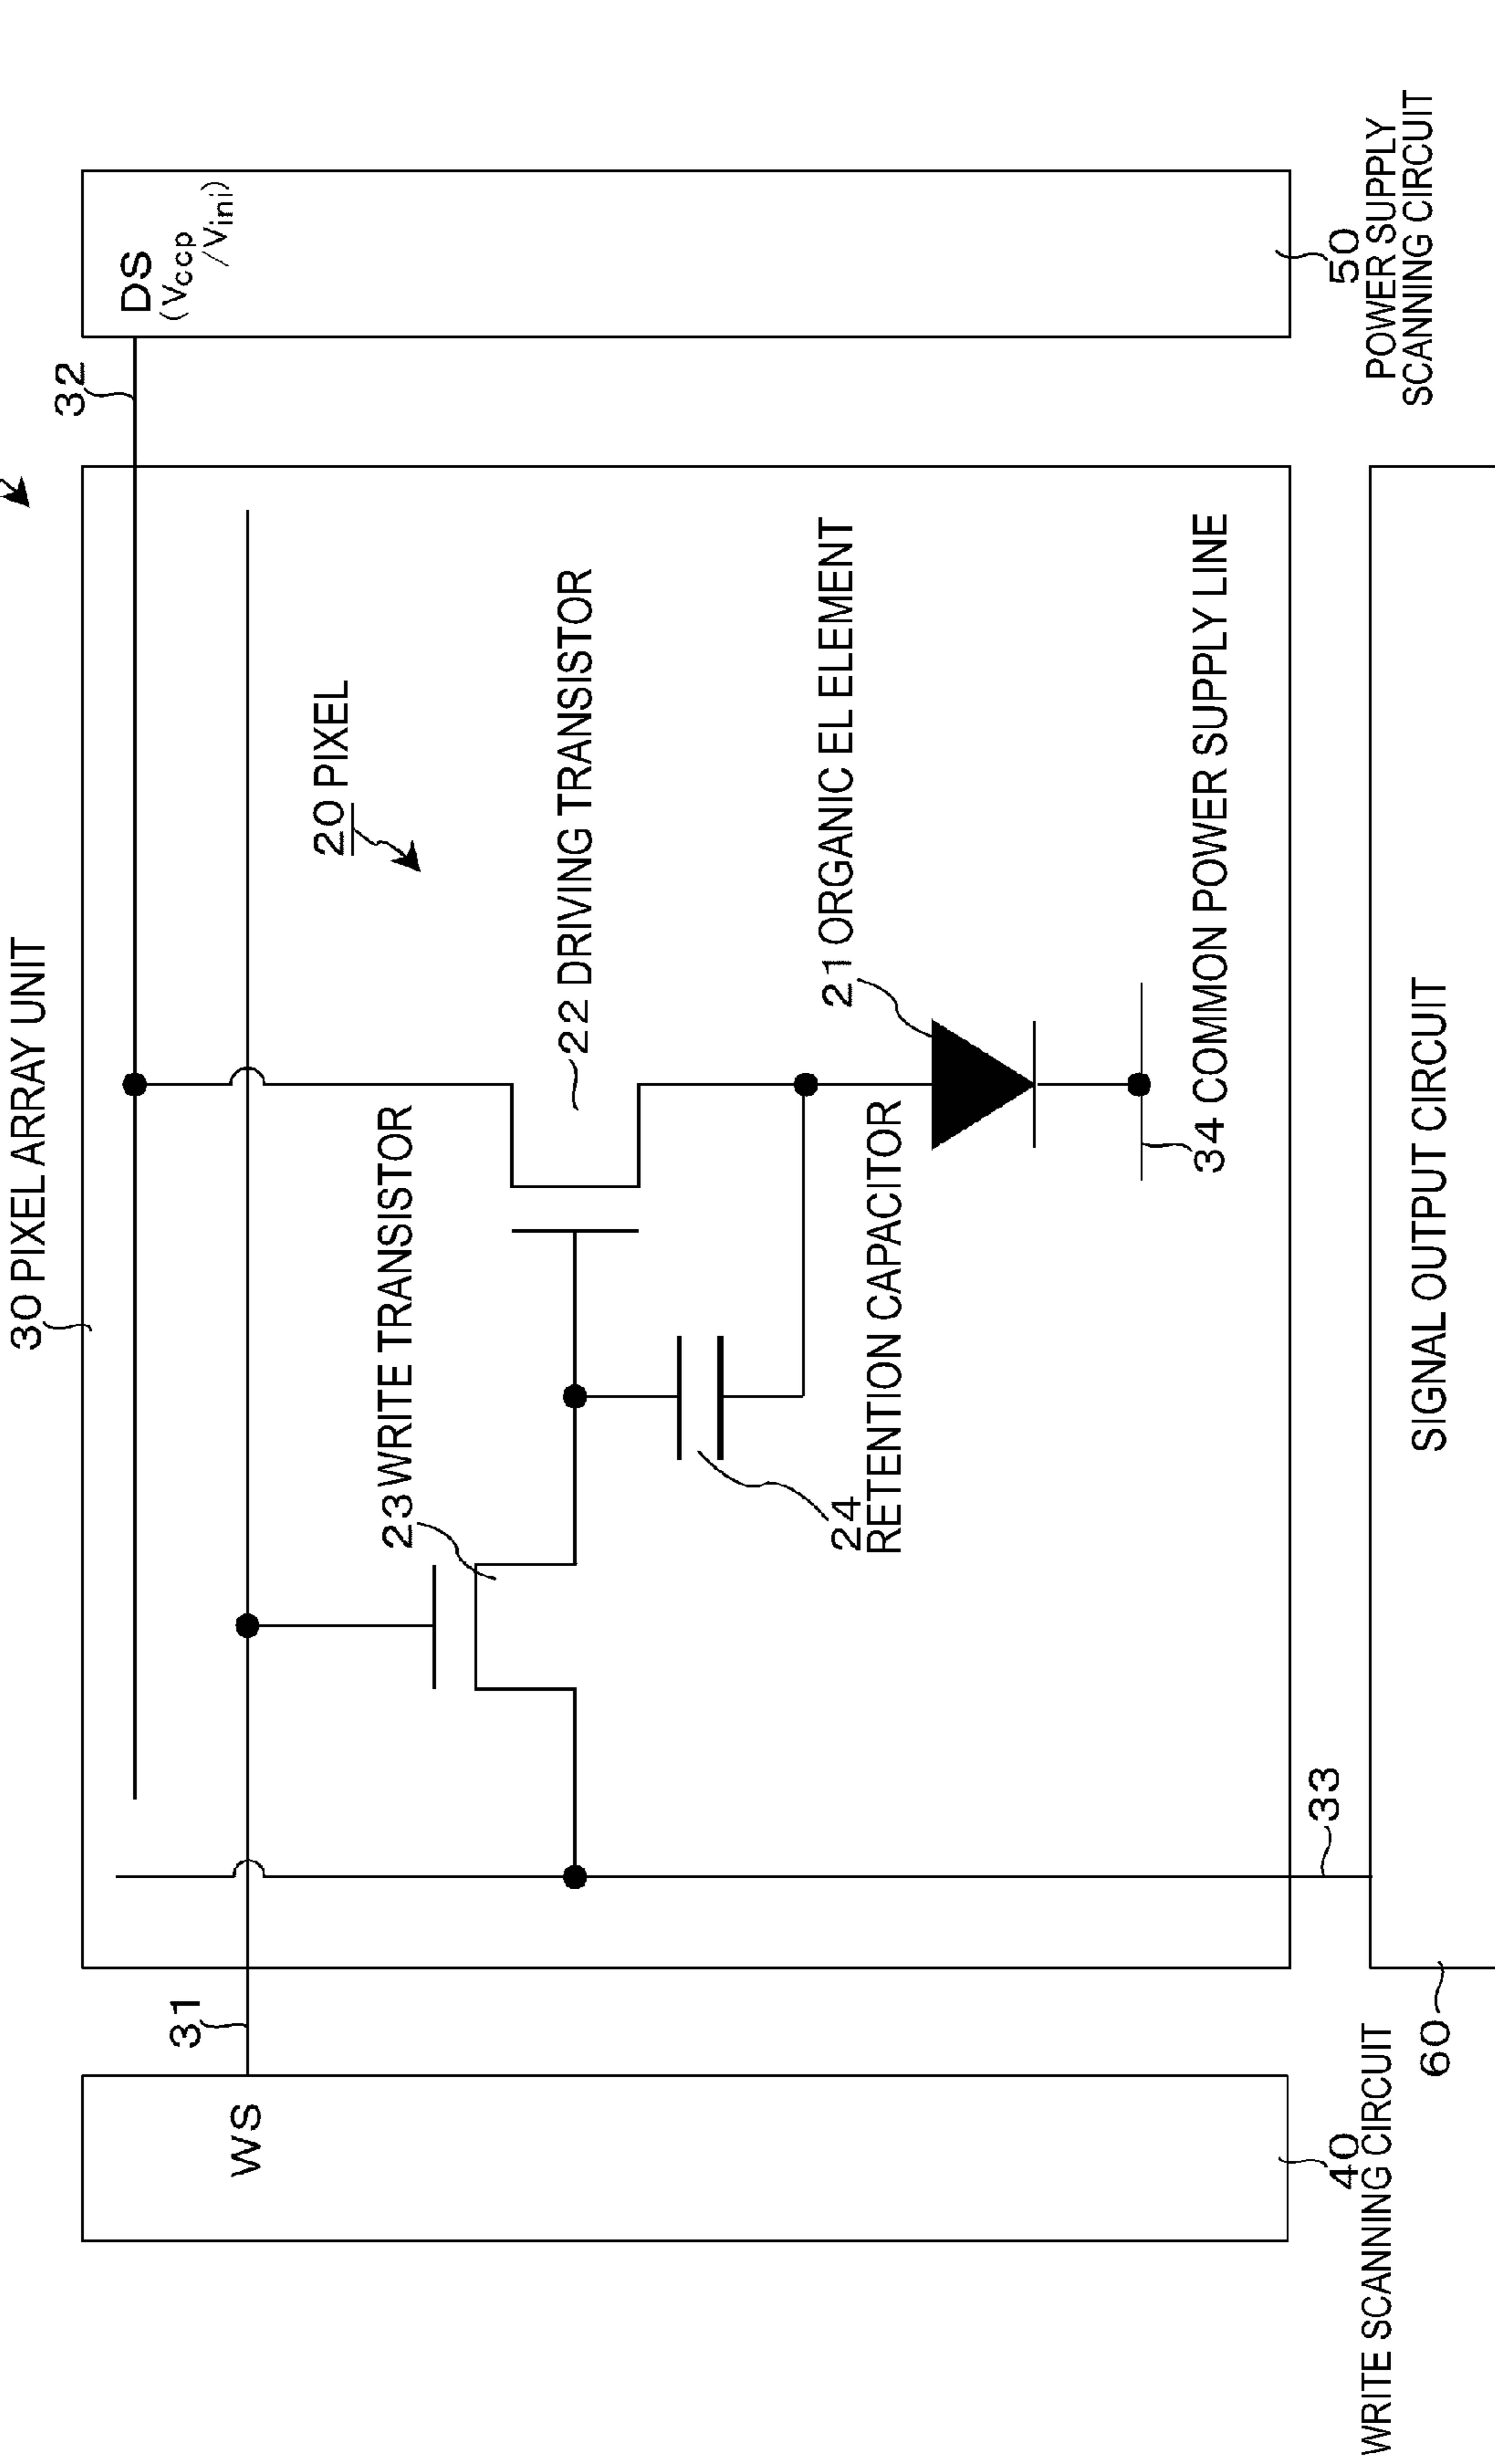 30 PIXEL ARRAY UNIT
32
DS
(Vccp
/Vini)
31
WS
20 PIXEL
23 WRITE TRANSISTOR
22 DRIVING TRANSISTOR
21 ORGANIC EL ELEMENT
24
RETENTION CAPACITOR
34 COMMON POWER SUPPLY LINE
33
40
WRITE SCANNING CIRCUIT
50
POWER SUPPLY
SCANNING CIRCUIT
60
SIGNAL OUTPUT CIRCUIT